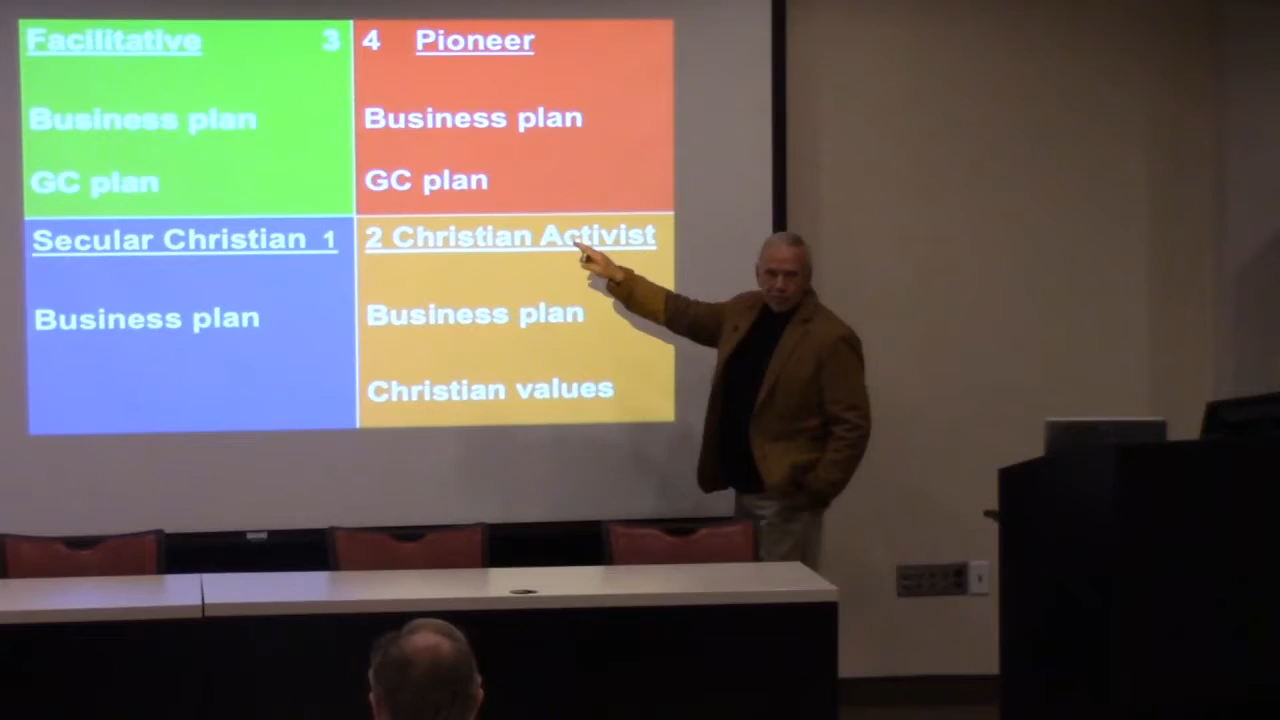 Facilitative 3
Business plan
GC plan
4 Pioneer
Business plan
GC plan
Secular Christian 1
Business plan
2 Christian Activist
Business plan
Christian values